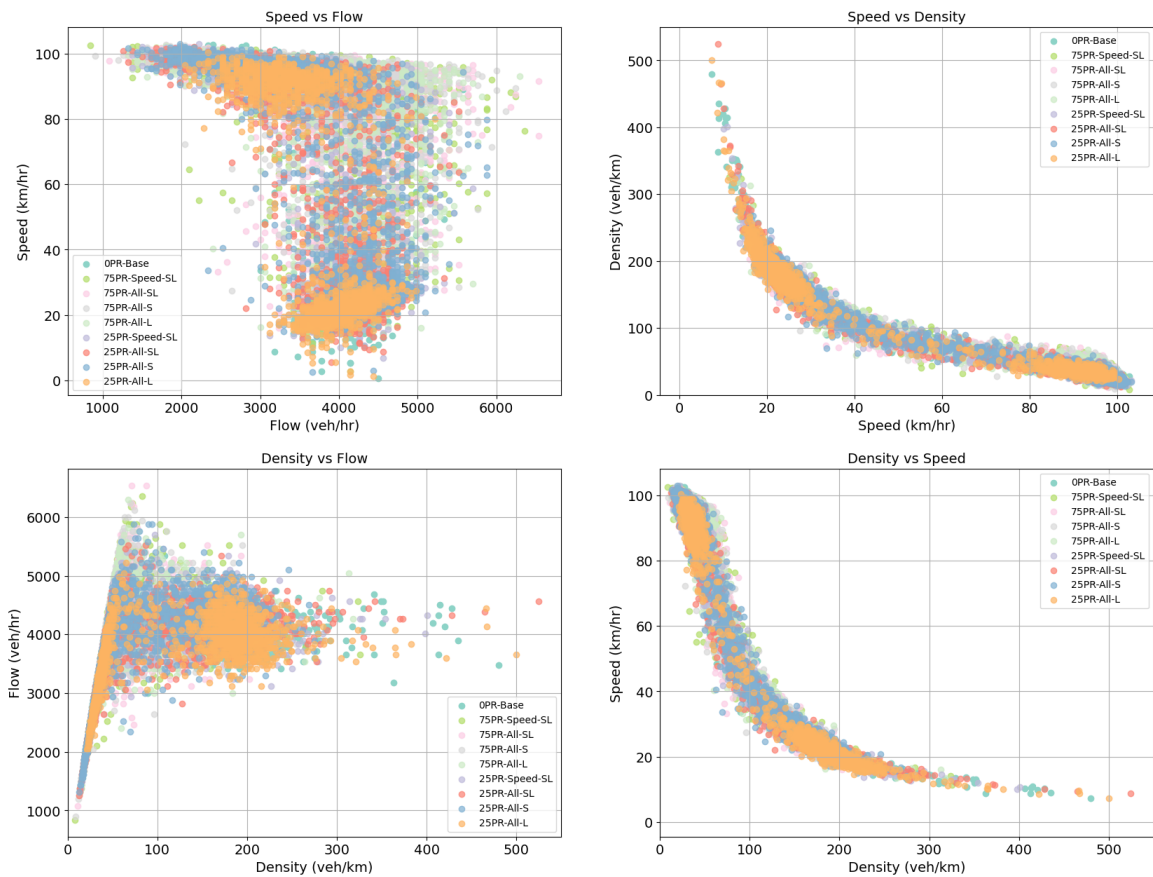 Speed vs Flow
100
80
60
40
20
0
Speed (km/hr)
0PR-Base
75PR-Speed-SL
75PR-All-SL
75PR-All-S
75PR-All-L
25PR-Speed-SL
25PR-All-SL
25PR-All-S
25PR-All-L
1000 2000 3000 4000 5000 6000
Flow (veh/hr)
Speed vs Density
500
400
300
200
100
0
Density (veh/km)
0PR-Base
75PR-Speed-SL
75PR-All-SL
75PR-All-S
75PR-All-L
25PR-Speed-SL
25PR-All-SL
25PR-All-S
25PR-All-L
0 20 40 60 80 100
Speed (km/hr)
Density vs Flow
6000
5000
4000
3000
2000
1000
Flow (veh/hr)
0PR-Base
75PR-Speed-SL
75PR-All-SL
75PR-All-S
75PR-All-L
25PR-Speed-SL
25PR-All-SL
25PR-All-S
25PR-All-L
0 100 200 300 400 500
Density (veh/km)
Density vs Speed
100
80
60
40
20
0
Speed (km/hr)
0PR-Base
75PR-Speed-SL
75PR-All-SL
75PR-All-S
75PR-All-L
25PR-Speed-SL
25PR-All-SL
25PR-All-S
25PR-All-L
0 100 200 300 400 500
Density (veh/km)